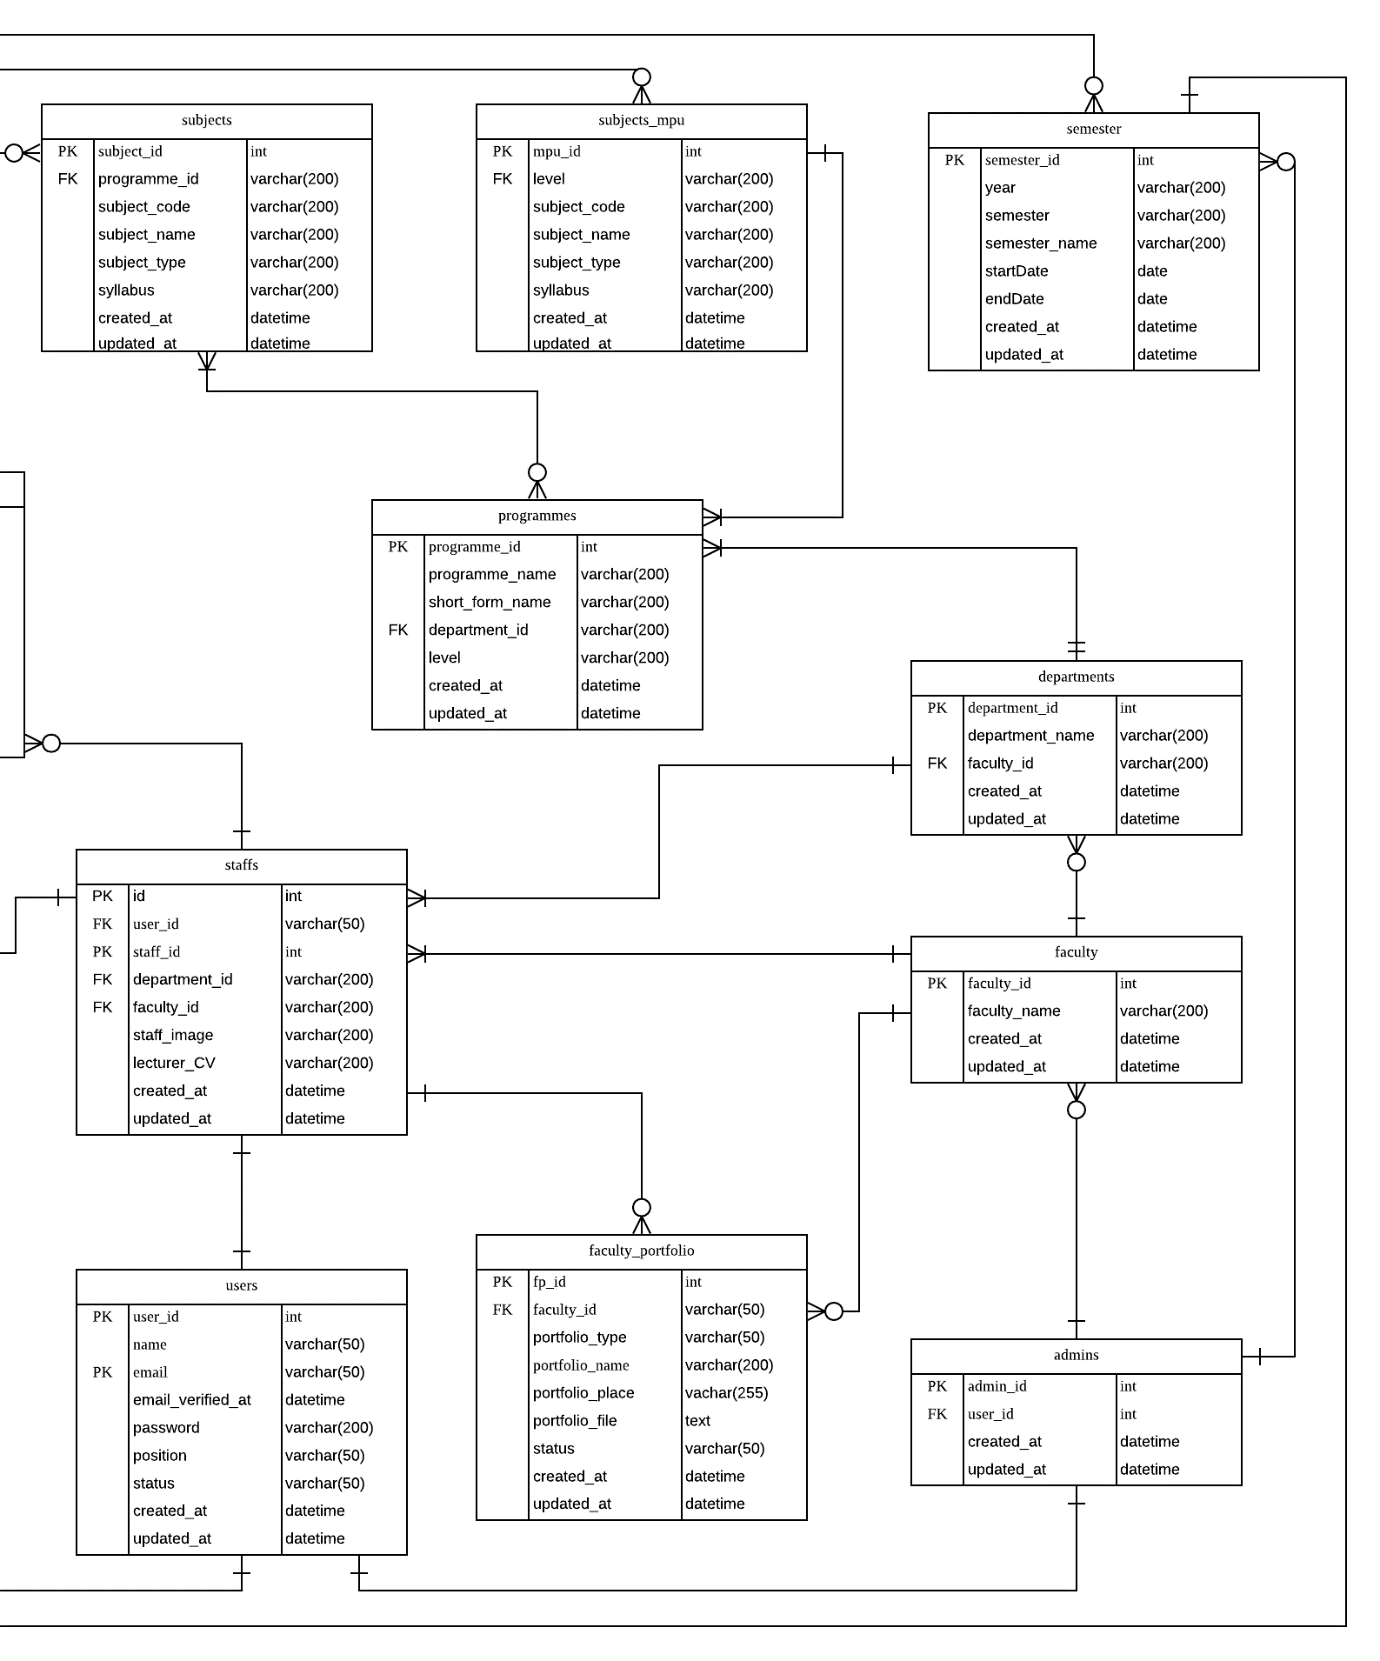 subjects
PK subject_id int
FK programme_id varchar(200)
subject_code varchar(200)
subject_name varchar(200)
subject_type varchar(200)
syllabus varchar(200)
created_at datetime
updated_at datetime
subjects_mpu
PK mpu_id int
FK level varchar(200)
subject_code varchar(200)
subject_name varchar(200)
subject_type varchar(200)
syllabus varchar(200)
created_at datetime
updated_at datetime
semester
PK semester_id int
year varchar(200)
semester varchar(200)
semester_name varchar(200)
startDate date
endDate date
created_at datetime
updated_at datetime
programmes
PK programme_id int
programme_name varchar(200)
short_form_name varchar(200)
FK department_id varchar(200)
level varchar(200)
created_at datetime
updated_at datetime
departments
PK department_id int
department_name varchar(200)
FK faculty_id varchar(200)
created_at datetime
updated_at datetime
staffs
PK id int
FK user_id varchar(50)
PK staff_id int
FK department_id varchar(200)
FK faculty_id varchar(200)
staff_image varchar(200)
lecturer_CV varchar(200)
created_at datetime
updated_at datetime
faculty
PK faculty_id int
faculty_name varchar(200)
created_at datetime
updated_at datetime
users
PK user_id int
name varchar(50)
PK email varchar(50)
email_verified_at datetime
password varchar(200)
position varchar(50)
status varchar(50)
created_at datetime
updated_at datetime
faculty_portfolio
PK fp_id int
FK faculty_id varchar(50)
portfolio_type varchar(50)
portfolio_name varchar(200)
portfolio_place vachar(255)
portfolio_file text
status varchar(50)
created_at datetime
updated_at datetime
admins
PK admin_id int
FK user_id int
created_at datetime
updated_at datetime